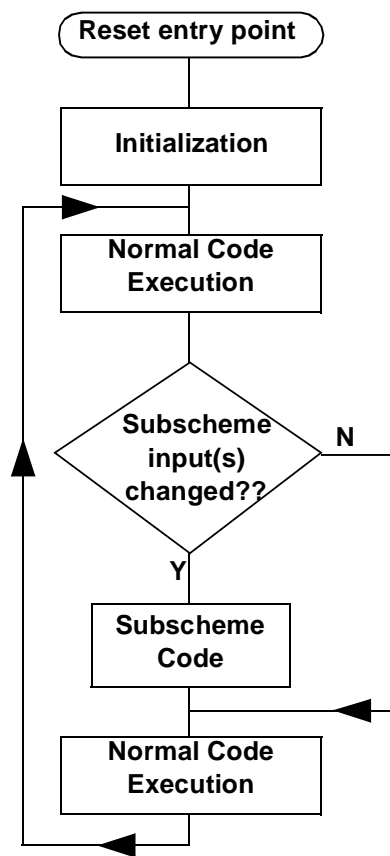 Reset entry point
Initialization
Normal Code
Execution
Subscheme
input(s)
changed??
N
Y
Subscheme
Code
Normal Code
Execution